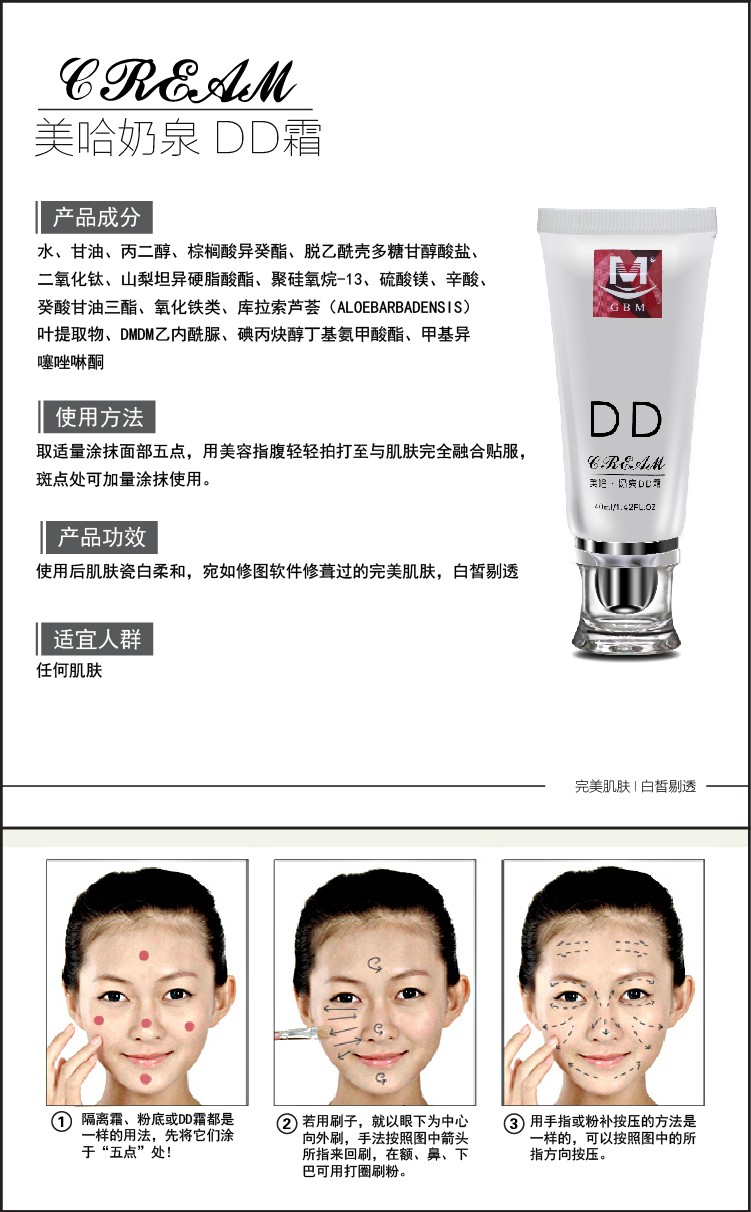 CREAM
美哈奶泉 DD霜
产品成分
水、甘油、丙二醇、棕榈酸异癸酯、脱乙酰壳多糖甘醇酸盐、
二氧化钛、山梨坦异硬脂酸酯、聚硅氧烷-13、硫酸镁、辛酸、
癸酸甘油三酯、氧化铁类、库拉索芦荟（ALOEBARBADENSIS）
叶提取物、DMDM乙内酰脲、碘丙炔醇丁基氨甲酸酯、甲基异
噻唑啉酮
使用方法
取适量涂抹面部五点，用美容指腹轻轻拍打至与肌肤完全融合贴服，
斑点处可加量涂抹使用。
产品功效
使用后肌肤瓷白柔和，宛如修图软件修葺过的完美肌肤，白皙剔透
适宜人群
任何肌肤
M
GBM
DD
CREAM
美哈·奶泉DD霜
40ml/1.42FL.OZ
完美肌肤 | 白皙剔透
① 隔离霜、粉底或DD霜都是
一样的用法，先将它们涂
于“五点”处！
② 若用刷子，就以眼下为中心
向外刷，手法按照图中箭头
所指来回刷，在额、鼻、下
巴可用打圈刷粉。
③ 用手指或粉补按压的方法是
一样的，可以按照图中的所
指方向按压。